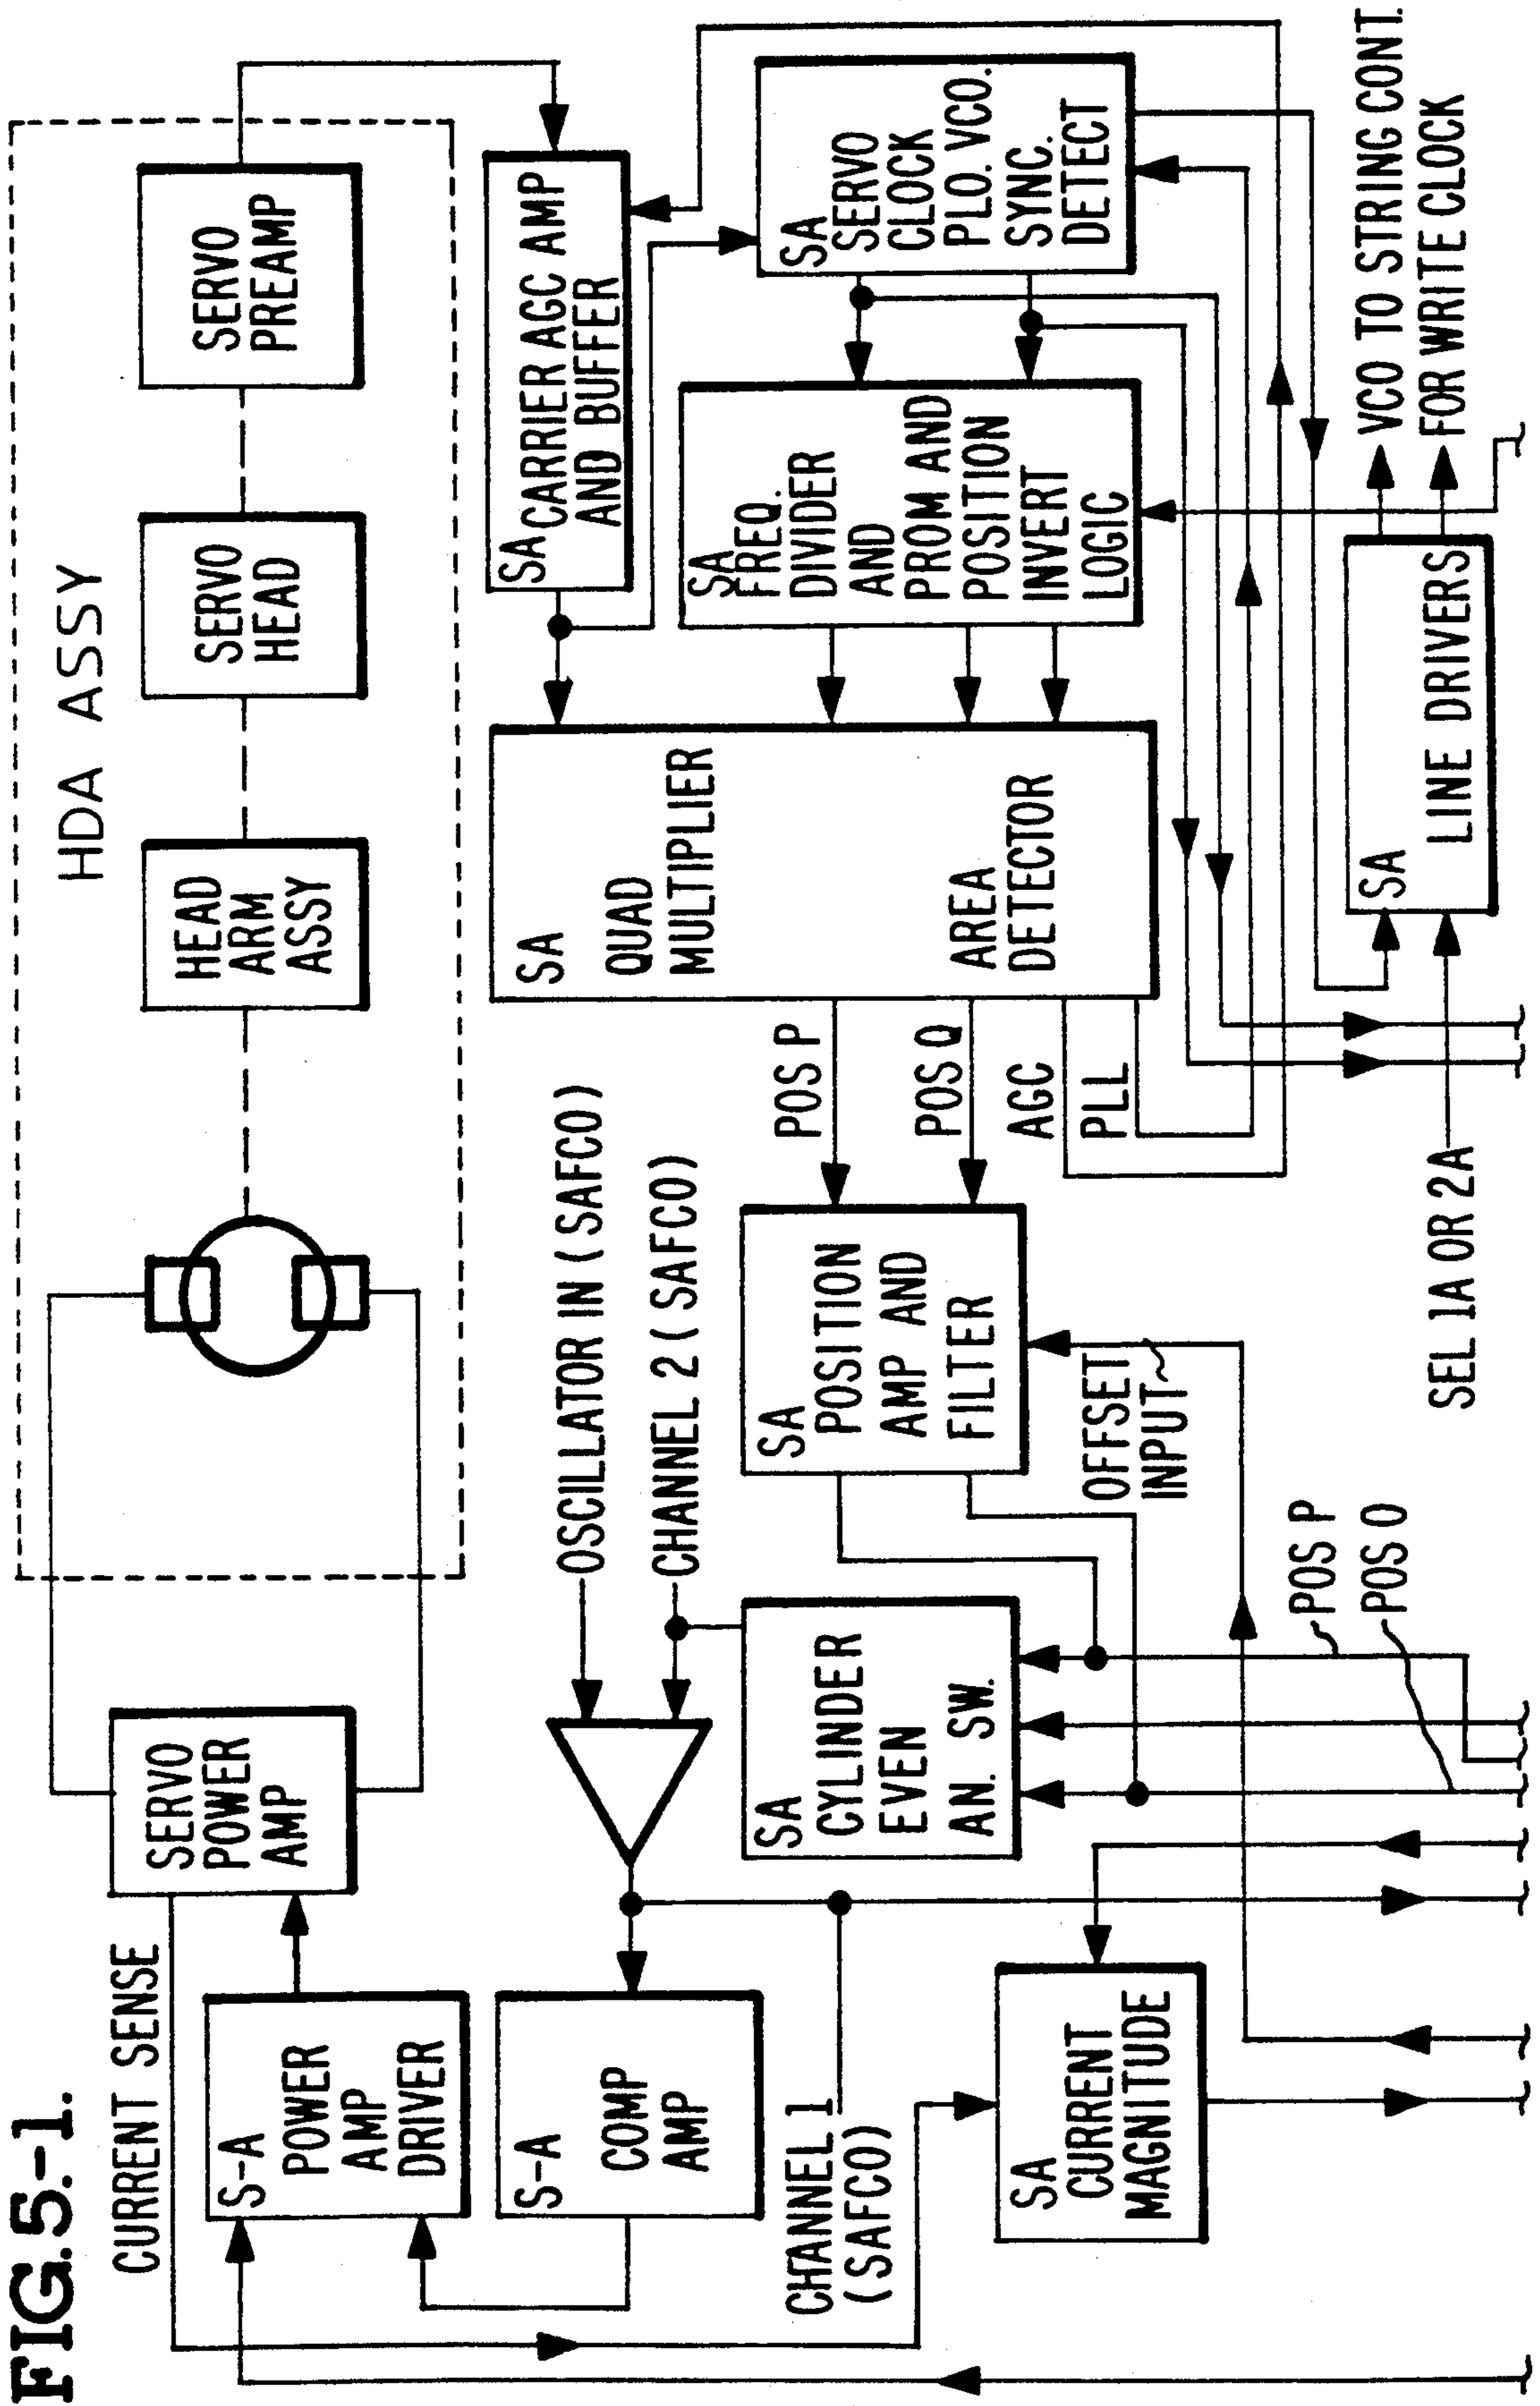 FIG.5.-1.
HDA ASSY
SERVO
PREAMP
SERVO
HEAD
HEAD
ARM
ASSY
SERVO
POWER
AMP
CURRENT SENSE
S-A
POWER
AMP
DRIVER
S-A
COMP
AMP
CHANNEL 1
(SAFCO)
OSCILLATOR IN (SAFCO)
CHANNEL 2 (SAFCO)
SA
CARRIER AGC AMP
AND BUFFER
SA
QUAD
MULTIPLIER
AREA
DETECTOR
SA
FREQ.
DIVIDER
AND
PROM AND
POSITION
INVERT
LOGIC
SA
SERVO
CLOCK
PLO. VCO.
SYNC.
DETECT
POS P
POS Q
AGC
PLL
SA
POSITION
AMP AND
FILTER
OFFSET
INPUT
SA
CYLINDER
EVEN
AN. SW.
POS P
POS O
SA
CURRENT
MAGNITUDE
SA
LINE DRIVERS
SEL 1A OR 2A
VCO TO STRING CONT.
FOR WRITE CLOCK